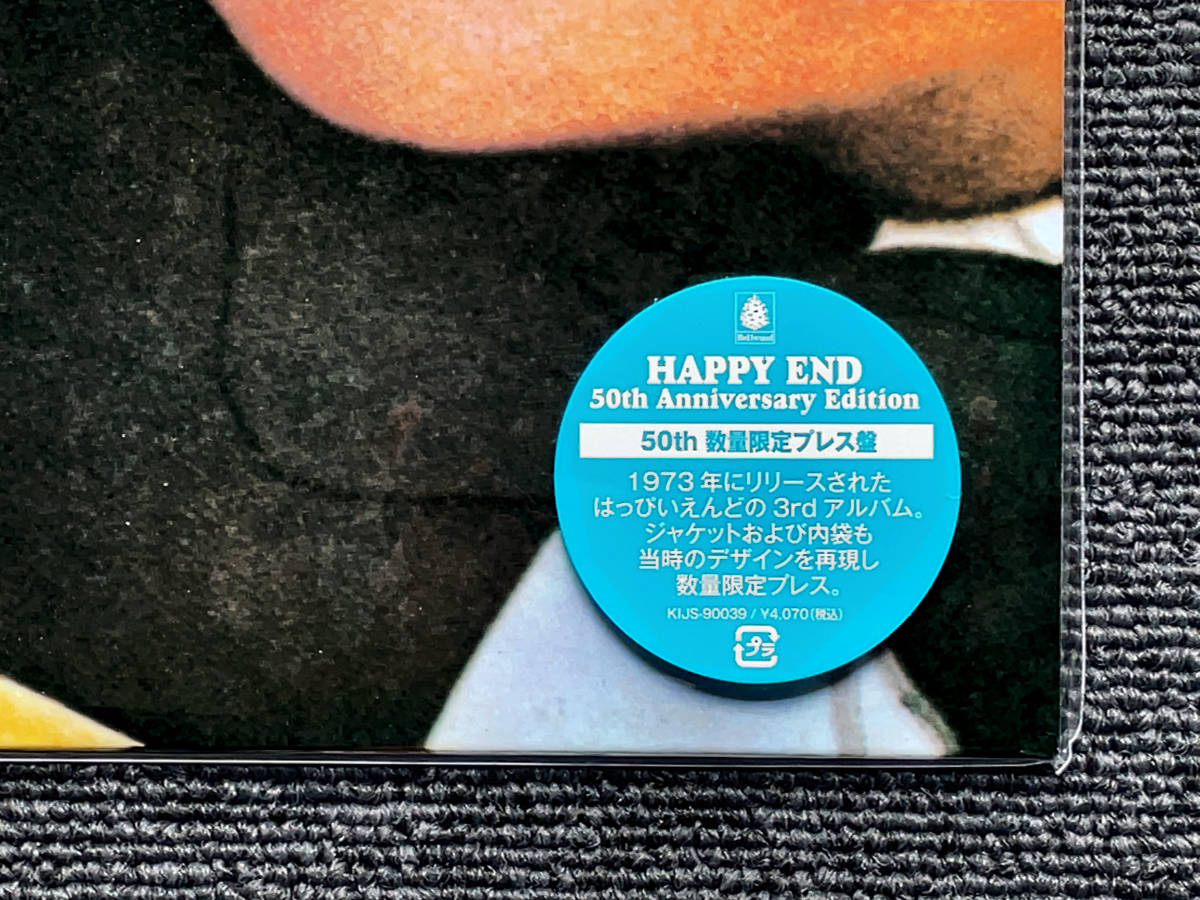 Bellwood
HAPPY END
50th Anniversary Edition
50th 数量限定プレス盤
1973年にリリースされた
はっぴいえんどの3rdアルバム。
ジャケットおよび内袋も
当時のデザインを再現し
数量限定プレス。
KIJS-90039 / ¥4,070(税込)
プラ